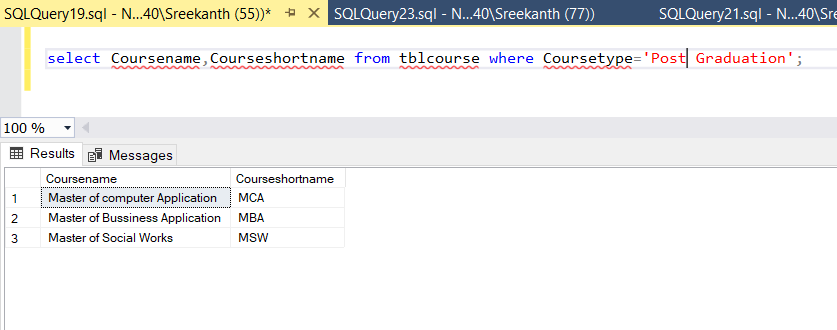 SQLQuery19.sql - N...40\Sreekanth (55))* SQLQuery23.sql - N...40\Sreekanth (77)) SQLQuery21.sql - N...40\Sre
select Coursename,Courseshortname from tblcourse where Coursetype='Post Graduation';
100 %
Results Messages
Coursename Courseshortname
1 Master of computer Application MCA
2 Master of Bussiness Application MBA
3 Master of Social Works MSW